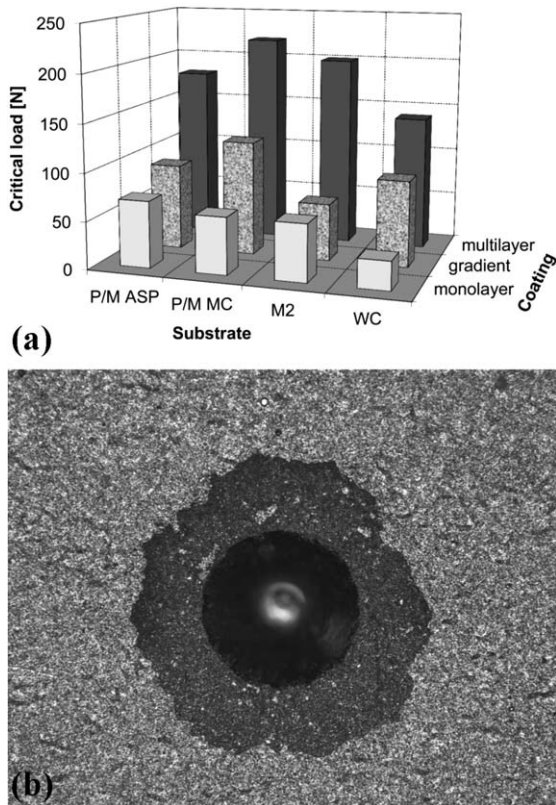 250
200
150
100
50
0
Critical load [N]
P/M ASP
P/M MC
M2
WC
Substrate
multilayer
gradient
monolayer
Coating
(a)
(b)